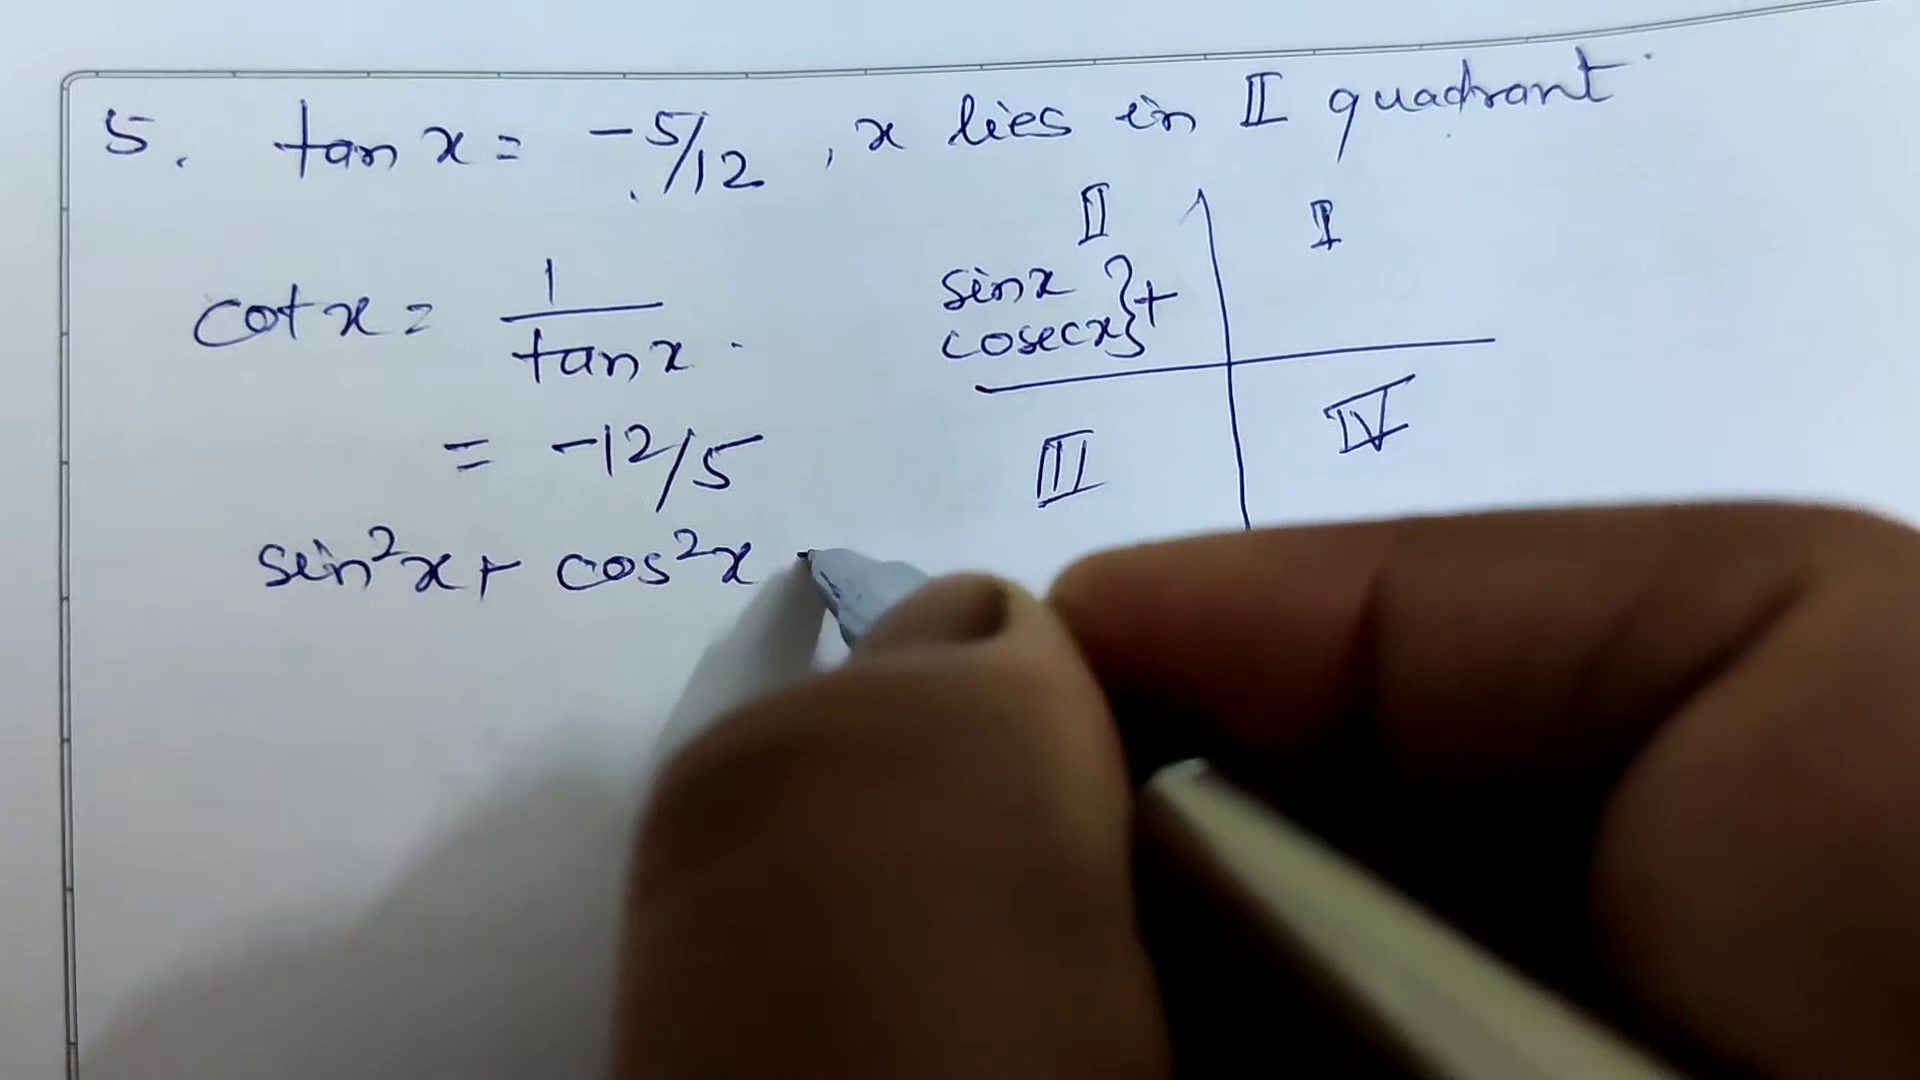 5. tan x = -5/12, x lies in II quadrant.
II I
cot x = 1/tan x.
sin x
cosec x } +
= -12/5
III IV
sin²x + cos²x